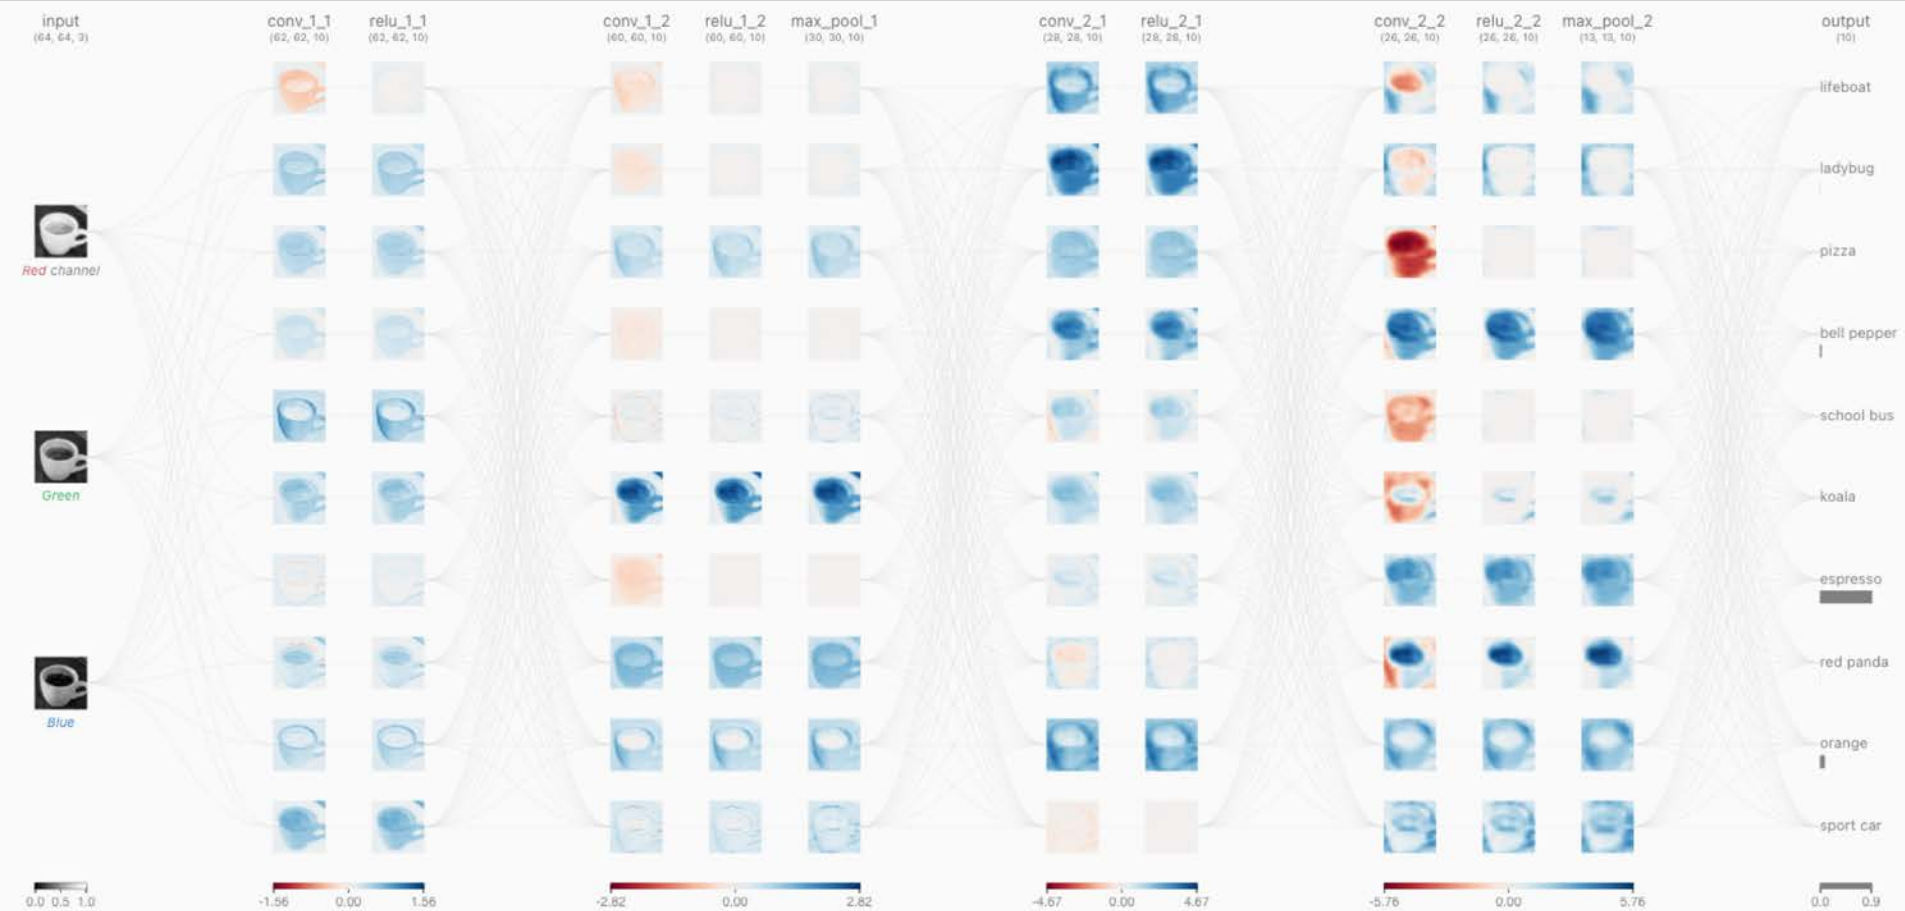 input conv_1_1 relu_1_1 conv_1_2 relu_1_2 max_pool_1 conv_2_1 relu_2_1 conv_2_2 relu_2_2 max_pool_2 output
(64, 64, 3) (62, 62, 10) (62, 62, 10) (60, 60, 10) (60, 60, 10) (30, 30, 10) (28, 28, 10) (28, 28, 10) (26, 26, 10) (26, 26, 10) (13, 13, 10) (10)
lifeboat
ladybug
pizza
Red channel
bell pepper
school bus
Green
koala
espresso
red panda
Blue
orange
sport car
0.0 0.5 1.0 -1.56 0.00 1.56 -2.82 0.00 2.82 -4.67 0.00 4.67 -5.76 0.00 5.76 0.0 0.9